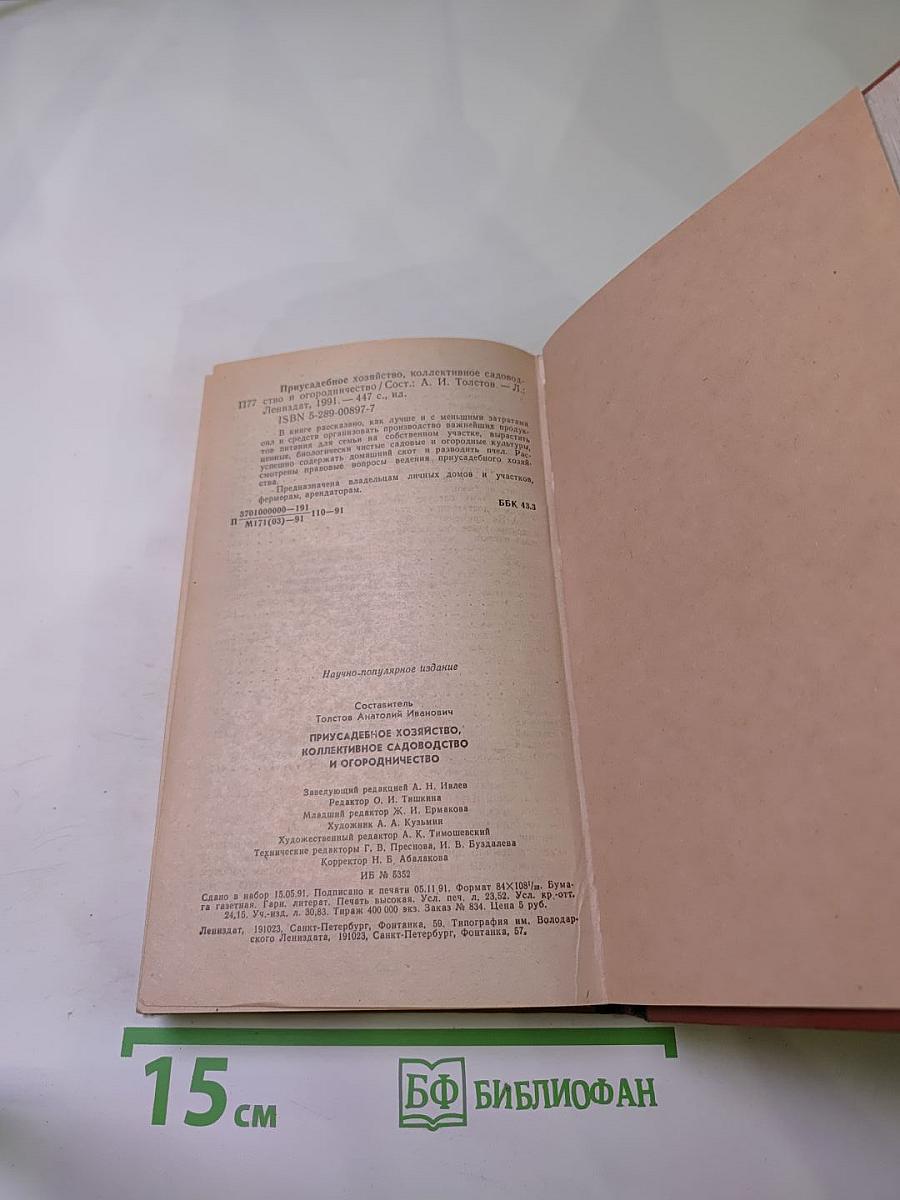 Приусадебное хозяйство, коллективное садовод-
П77 ство и огородничество / Сост.: А. И. Толстов. — Л.:
Лениздат, 1991. — 447 с., ил.
ISBN 5-289-00897-7
В книге рассказано, как лучше и с меньшими затратами
сил и средств организовать производство важнейших продук-
тов питания для семьи на собственном участке, вырастить
ценные, биологически чистые садовые и огородные культуры,
успешно содержать домашний скот и разводить пчел. Рас-
смотрены правовые вопросы ведения приусадебного хозяй-
ства.
Предназначена владельцам личных домов и участков,
фермерам, арендаторам.
П 3701000000—191 / М171(03)—91 110—91
ББК 43.3
Научно-популярное издание
Составитель
Толстов Анатолий Иванович
ПРИУСАДЕБНОЕ ХОЗЯЙСТВО,
КОЛЛЕКТИВНОЕ САДОВОДСТВО
И ОГОРОДНИЧЕСТВО
Заведующий редакцией А. Н. Ивлев
Редактор О. И. Тишкина
Младший редактор Ж. И. Ермакова
Художник А. А. Кузьмин
Художественный редактор А. К. Тимошевский
Технические редакторы Г. В. Преснова, И. В. Буздалева
Корректор Н. Б. Абалакова
ИБ № 5352
Сдано в набор 15.05.91. Подписано к печати 05.11.91. Формат 84×108¹/₃₂. Бума-
га газетная. Гарн. литерат. Печать высокая. Усл. печ. л. 23,52. Усл. кр.-отт.
24,15. Уч.-изд. л. 30,83. Тираж 400 000 экз. Заказ № 834. Цена 5 руб.
Лениздат, 191023, Санкт-Петербург, Фонтанка, 59. Типография им. Володар-
ского Лениздата, 191023, Санкт-Петербург, Фонтанка, 57.
15 см
БФ БИБЛИОФАН